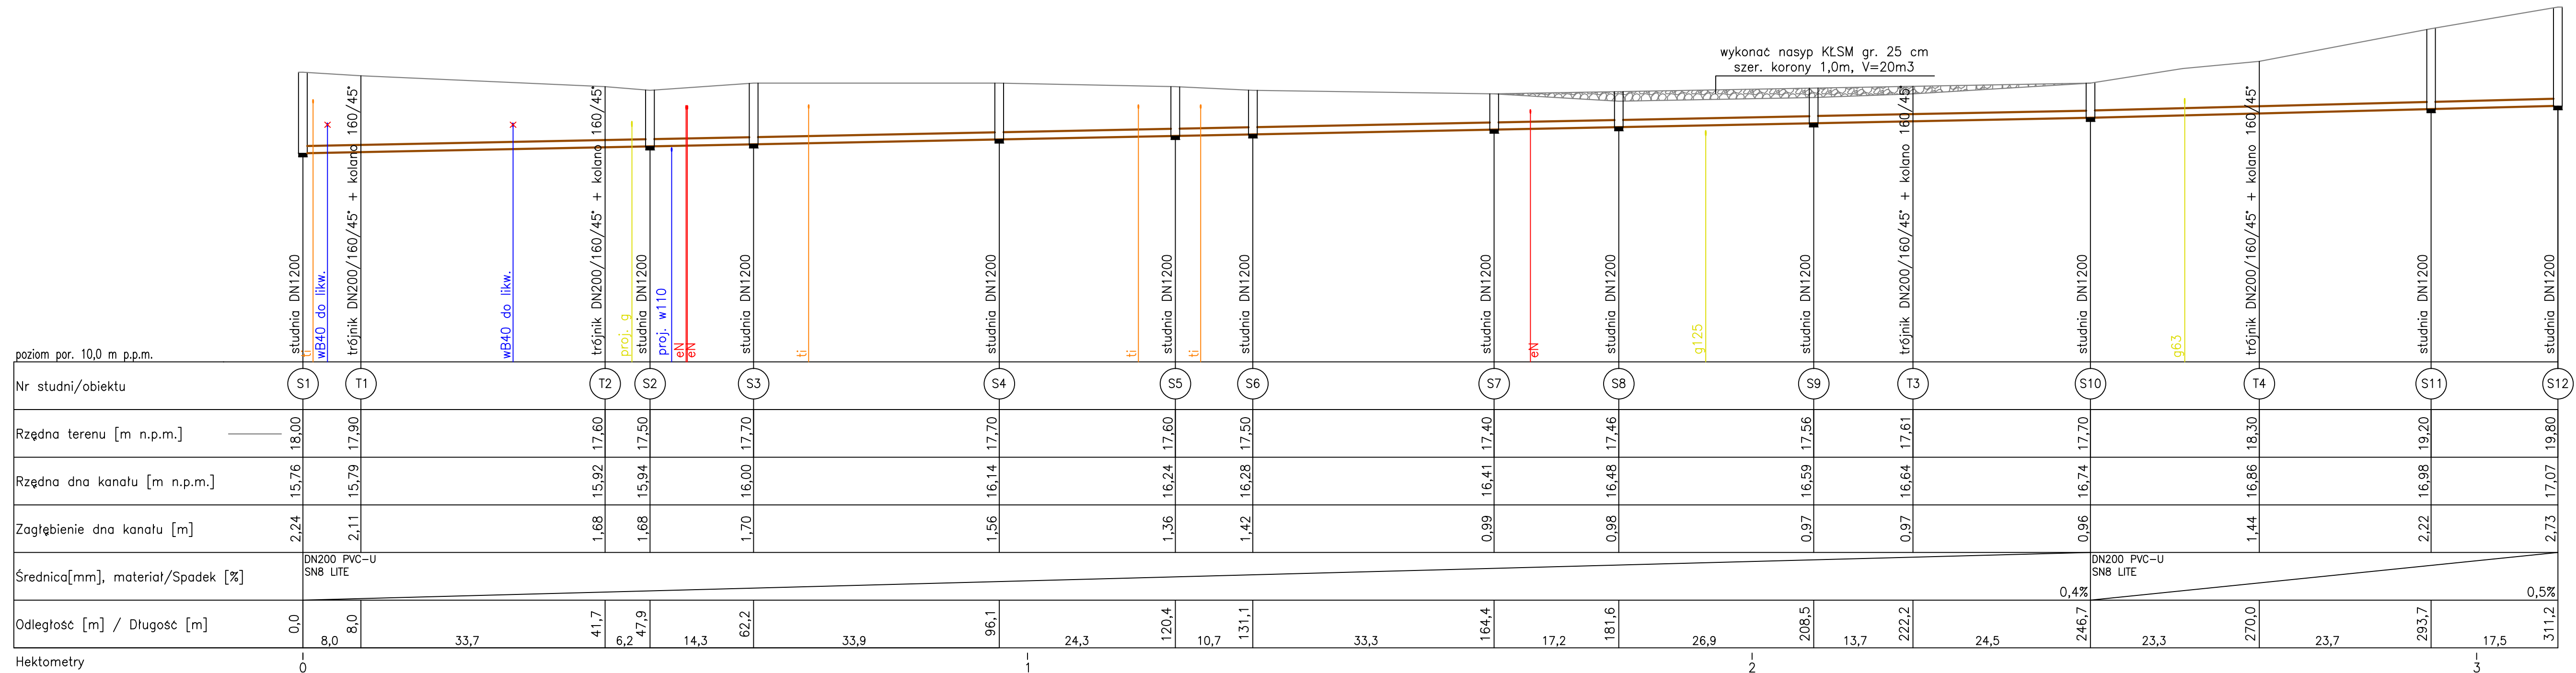 wykonać nasyp KŁSM gr. 25 cm
szer. korony 1,0m, V=20m3
studnia DN1200
ti
wB40 do likw.
trójnik DN200/160/45° + kolano 160/45°
wB40 do likw.
trójnik DN200/160/45° + kolano 160/45°
proj. g
studnia DN1200
proj. w110
eN
eN
studnia DN1200
ti
studnia DN1200
ti
studnia DN1200
ti
studnia DN1200
studnia DN1200
eN
studnia DN1200
g125
studnia DN1200
trójnik DN200/160/45° + kolano 160/45°
studnia DN1200
g63
trójnik DN200/160/45° + kolano 160/45°
studnia DN1200
studnia DN1200
poziom por. 10,0 m p.p.m.
Nr studni/obiektu S1 T1 T2 S2 S3 S4 S5 S6 S7 S8 S9 T3 S10 T4 S11 S12
Rzędna terenu [m n.p.m.] 18,00 17,90 17,60 17,50 17,70 17,70 17,60 17,50 17,40 17,46 17,56 17,61 17,70 18,30 19,20 19,80
Rzędna dna kanału [m n.p.m.] 15,76 15,79 15,92 15,94 16,00 16,14 16,24 16,28 16,41 16,48 16,59 16,64 16,74 16,86 16,98 17,07
Zagłębienie dna kanału [m] 2,24 2,11 1,68 1,68 1,70 1,56 1,36 1,42 0,99 0,98 0,97 0,97 0,96 1,44 2,22 2,73
DN200 PVC-U
SN8 LITE
DN200 PVC-U
SN8 LITE
Średnica[mm], materiał/Spadek [%]
0,4% 0,5%
Odległość [m] / Długość [m] 0,0 8,0 41,7 47,9 62,2 96,1 120,4 131,1 164,4 181,6 208,5 222,2 246,7 270,0 293,7 311,2
8,0 33,7 6,2 14,3 33,9 24,3 10,7 33,3 17,2 26,9 13,7 24,5 23,3 23,7 17,5
Hektometry 0 1 2 3